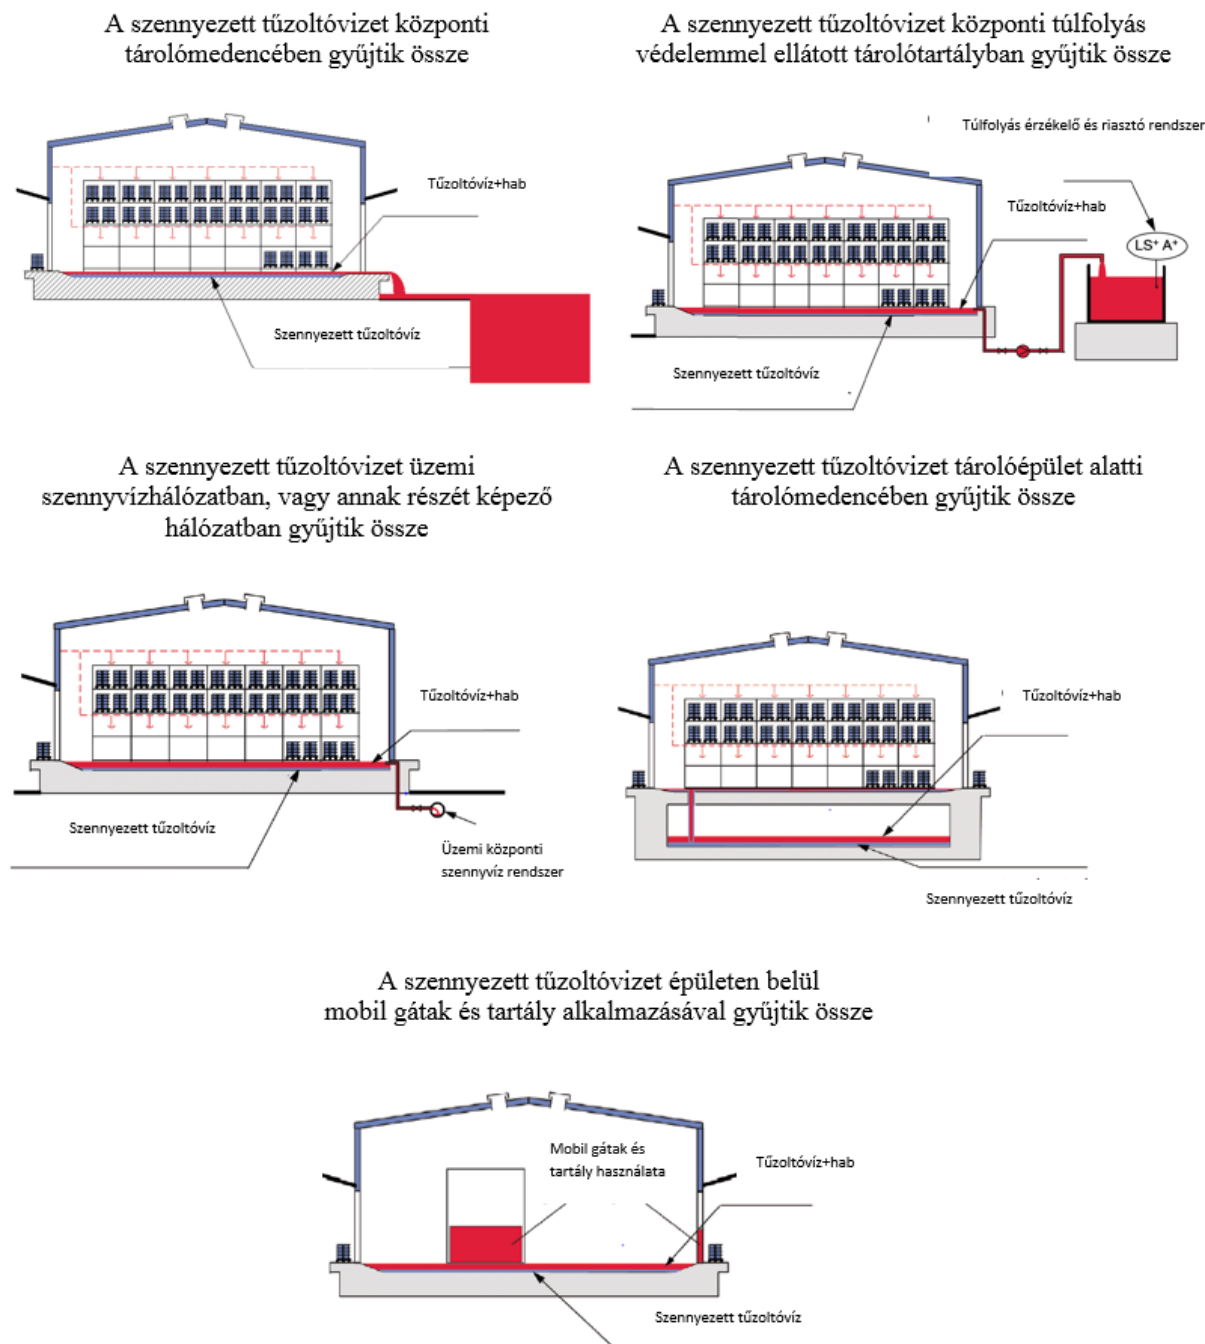 A szennyezett tűzoltóvizet központi
tárolómedencében gyűjtik össze
A szennyezett tűzoltóvizet központi túlfolyás
védelemmel ellátott tárolótartályban gyűjtik össze
Tűzoltóvíz+hab
Szennyezett tűzoltóvíz
Túlfolyás érzékelő és riasztó rendszer
Tűzoltóvíz+hab
LS⁺ A⁺
Szennyezett tűzoltóvíz
A szennyezett tűzoltóvizet üzemi
szennyvízhálózatban, vagy annak részét képező
hálózatban gyűjtik össze
A szennyezett tűzoltóvizet tárolóépület alatti
tárolómedencében gyűjtik össze
Tűzoltóvíz+hab
Szennyezett tűzoltóvíz
Üzemi központi
szennyvíz rendszer
Tűzoltóvíz+hab
Szennyezett tűzoltóvíz
A szennyezett tűzoltóvizet épületen belül
mobil gátak és tartály alkalmazásával gyűjtik össze
Mobil gátak és
tartály használata
Tűzoltóvíz+hab
Szennyezett tűzoltóvíz